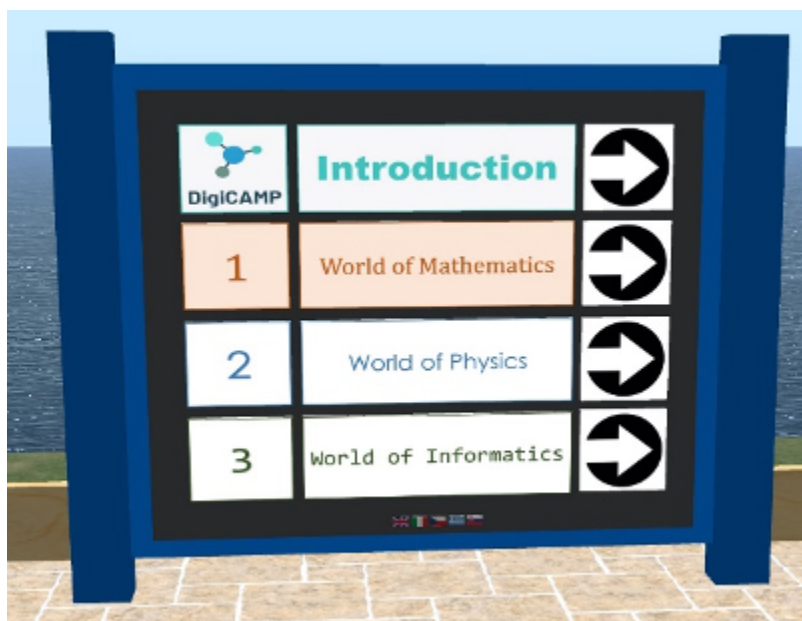 DigiCAMP
Introduction
1
World of Mathematics
2
World of Physics
3
World of Informatics